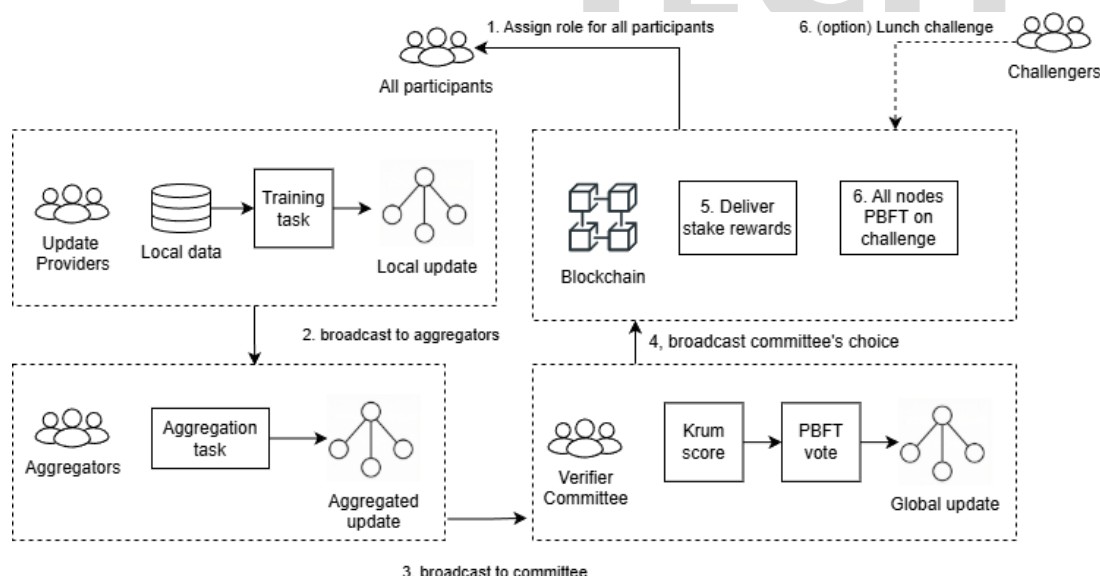 1. Assign role for all participants
6. (option) Lunch challenge
All participants
Challengers
Update
Providers
Local data
Training
task
Local update
Blockchain
5. Deliver
stake rewards
6. All nodes
PBFT on
challenge
2. broadcast to aggregators
4, broadcast committee's choice
Aggregators
Aggregation
task
Aggregated
update
Verifier
Committee
Krum
score
PBFT
vote
Global update
3. broadcast to committee